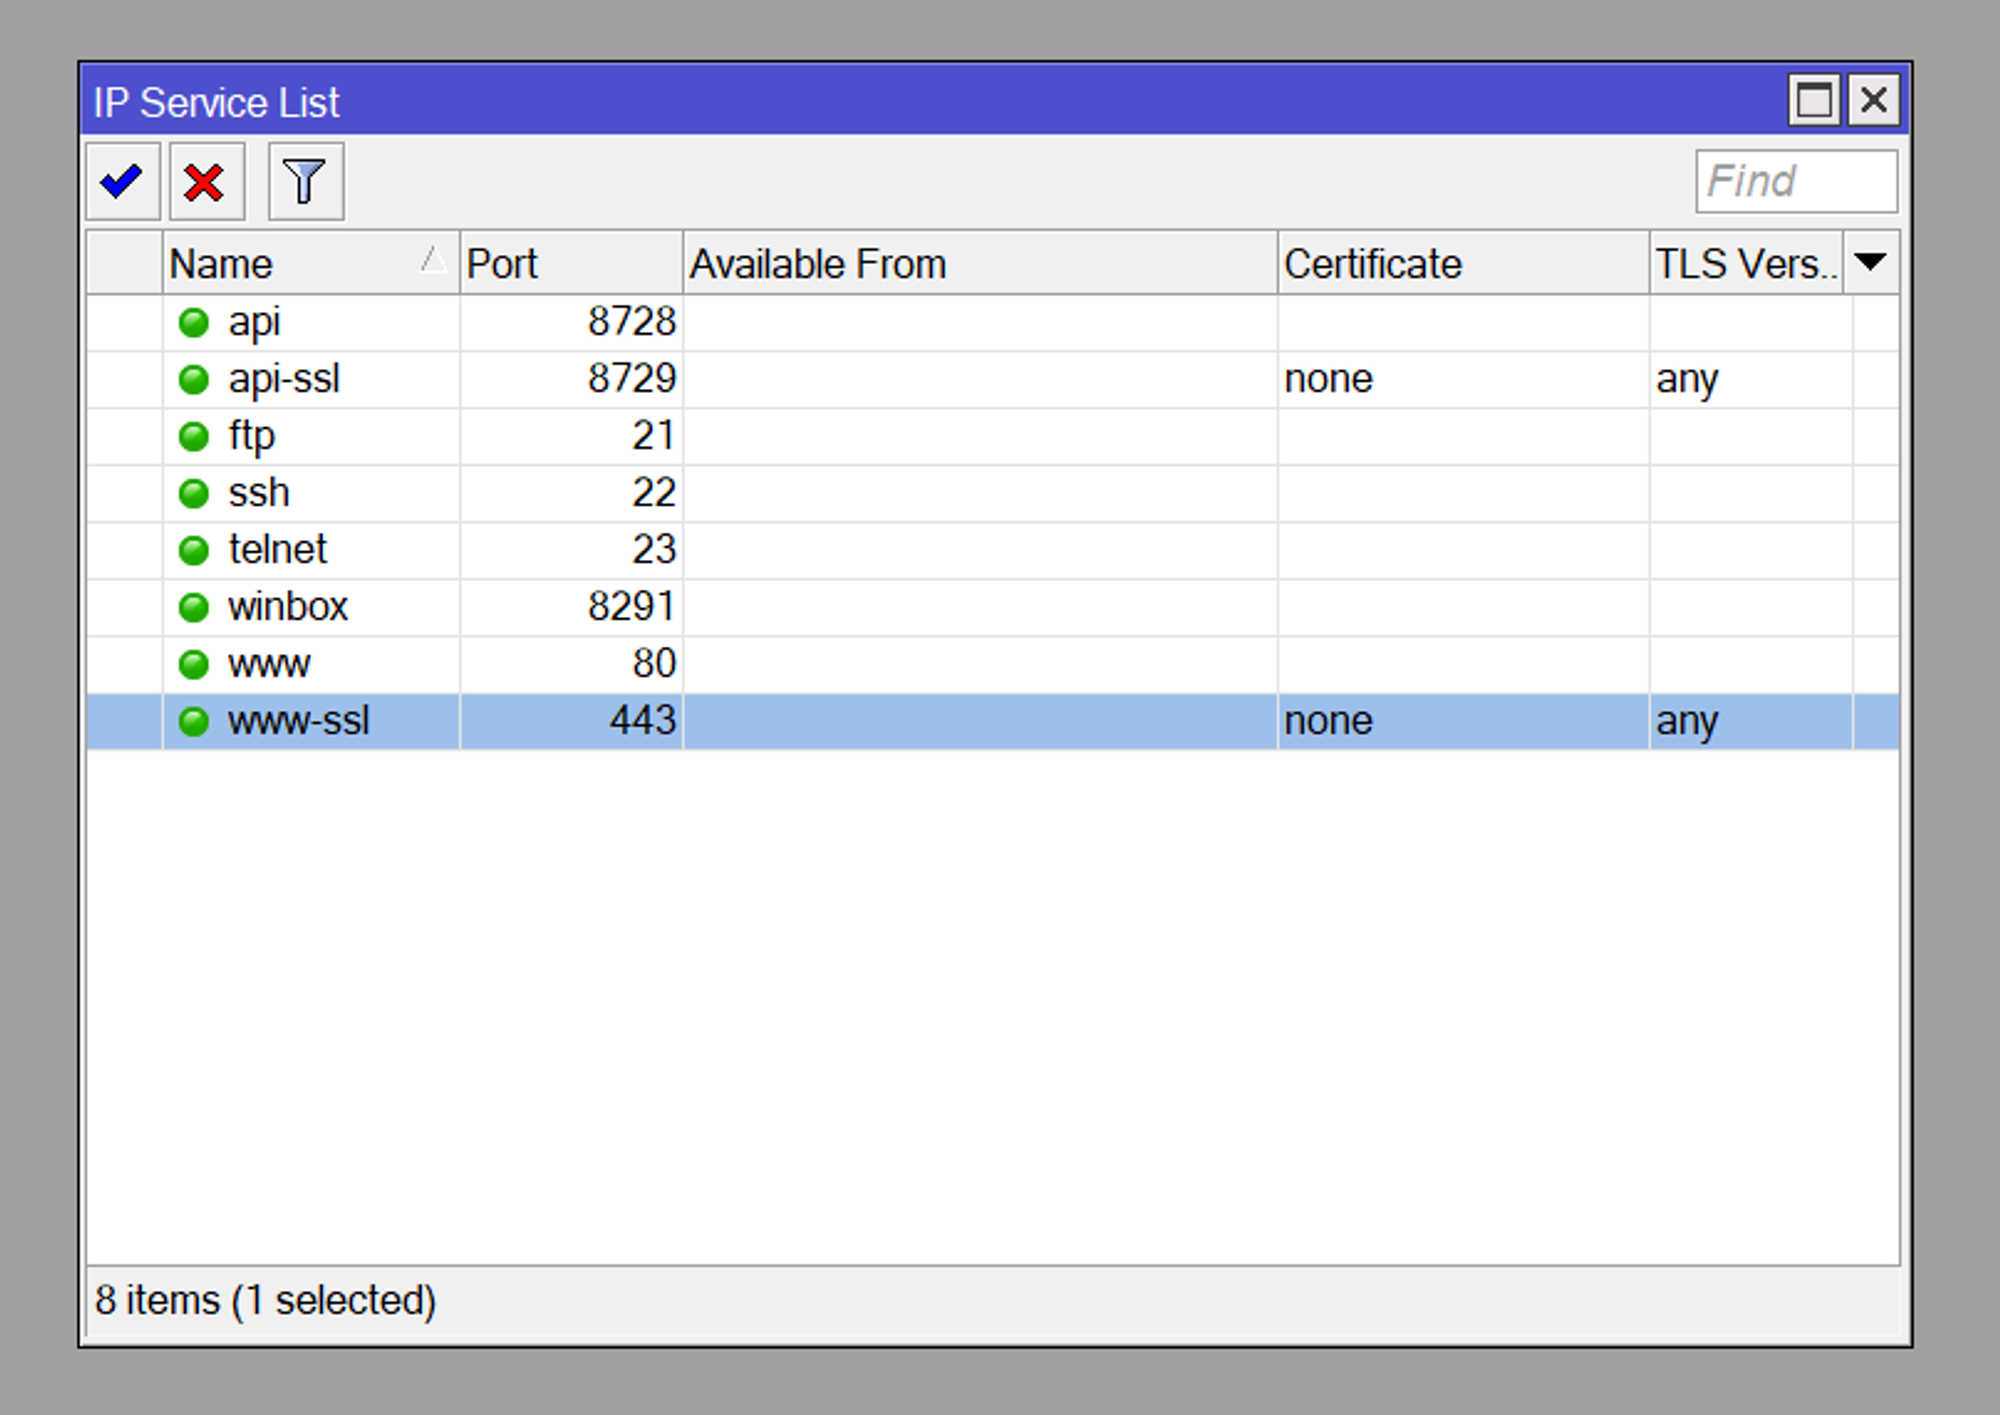 IP Service List
Find
Name Port Available From Certificate TLS Vers..
api 8728
api-ssl 8729 none any
ftp 21
ssh 22
telnet 23
winbox 8291
www 80
www-ssl 443 none any
8 items (1 selected)